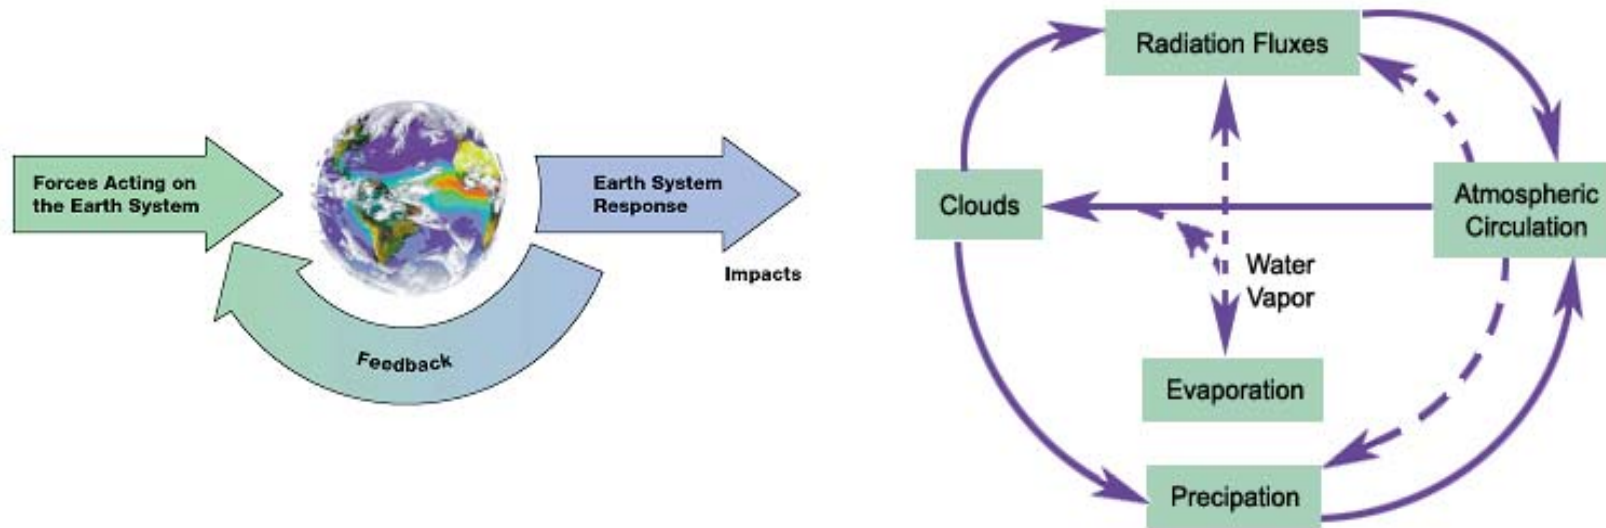 Forces Acting on
the Earth System
Earth System
Response
Impacts
Feedback
Radiation Fluxes
Clouds
Atmospheric
Circulation
Water
Vapor
Evaporation
Precipation